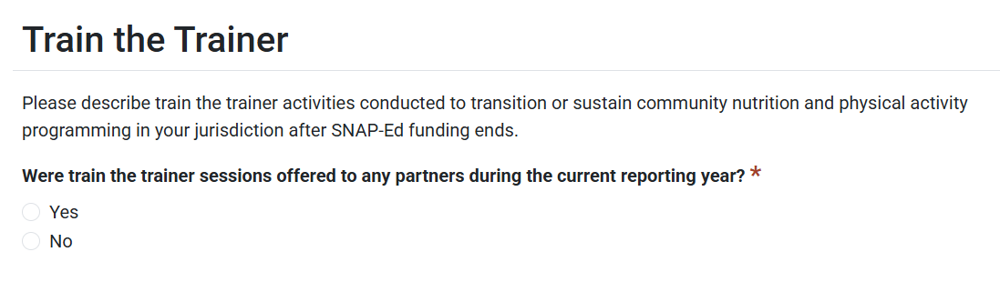 Train the Trainer
Please describe train the trainer activities conducted to transition or sustain community nutrition and physical activity
programming in your jurisdiction after SNAP-Ed funding ends.
Were train the trainer sessions offered to any partners during the current reporting year? *
Yes
No